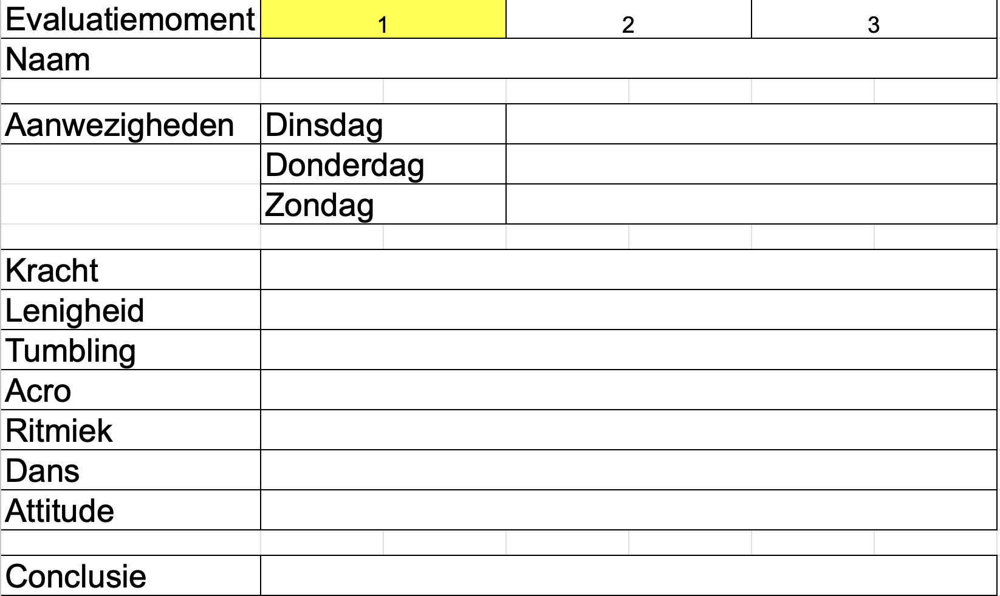 Evaluatiemoment 1 2 3
Naam
Aanwezigheden Dinsdag
Donderdag
Zondag
Kracht
Lenigheid
Tumbling
Acro
Ritmiek
Dans
Attitude
Conclusie